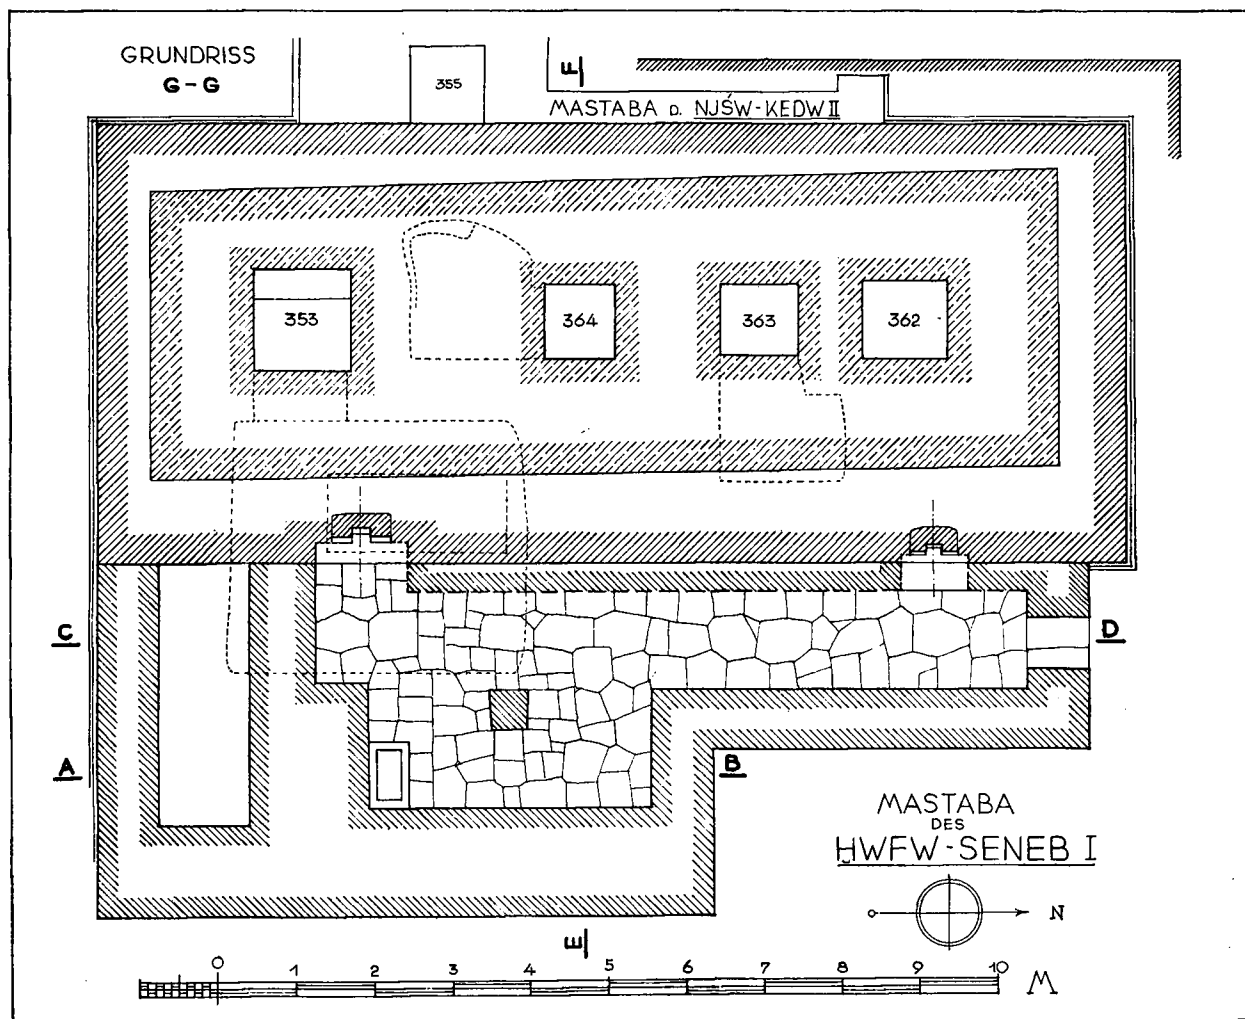 GRUNDRISS
G-G
355
F
MASTABA D. NJŚW-KEDW II
353
364
363
362
C
D
A
B
MASTABA
DES
ḪWFW-SENEB I
N
E
0 1 2 3 4 5 6 7 8 9 10 M